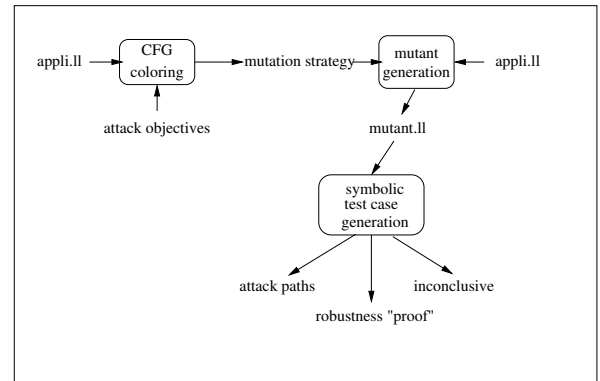 CFG
coloring
appli.ll
mutation strategy
mutant
generation
appli.ll
attack objectives
mutant.ll
symbolic
test case
generation
attack paths
inconclusive
robustness "proof"